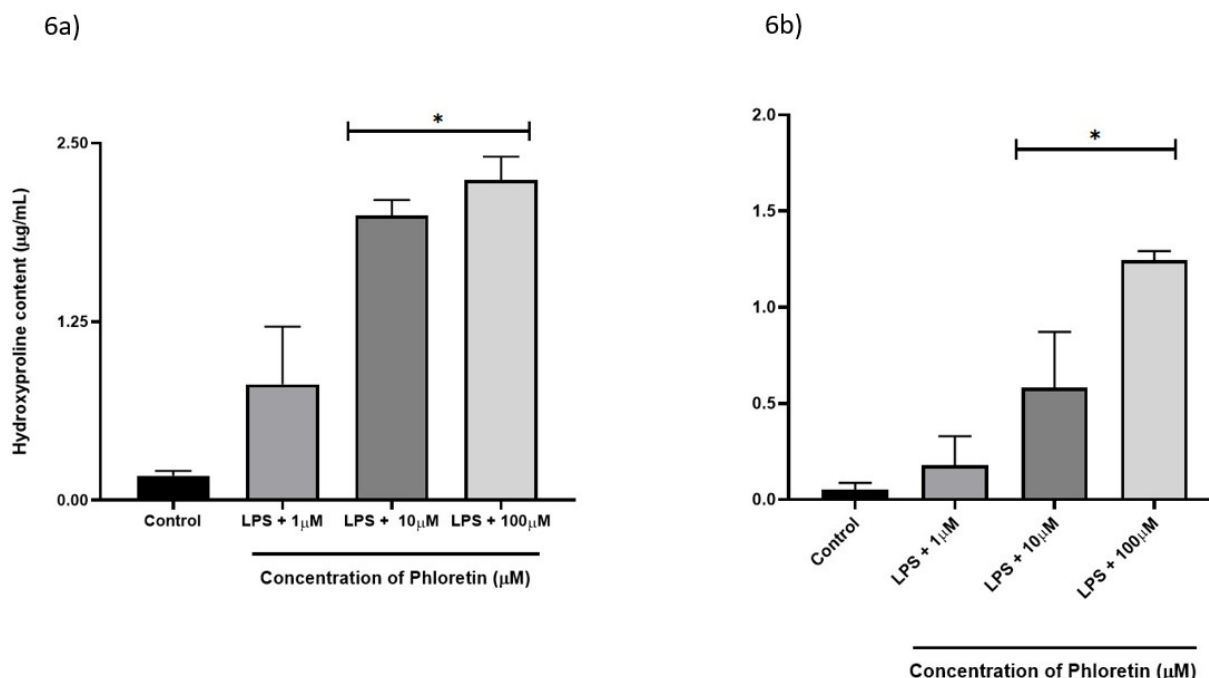 6a)
Hydroxyproline content (μg/mL)
2.50
1.25
0.00
*
Control
LPS + 1μM
LPS + 10μM
LPS + 100μM
Concentration of Phloretin (μM)
6b)
2.0
1.5
1.0
0.5
0.0
*
Control
LPS + 1μM
LPS + 10μM
LPS + 100μM
Concentration of Phloretin (μM)